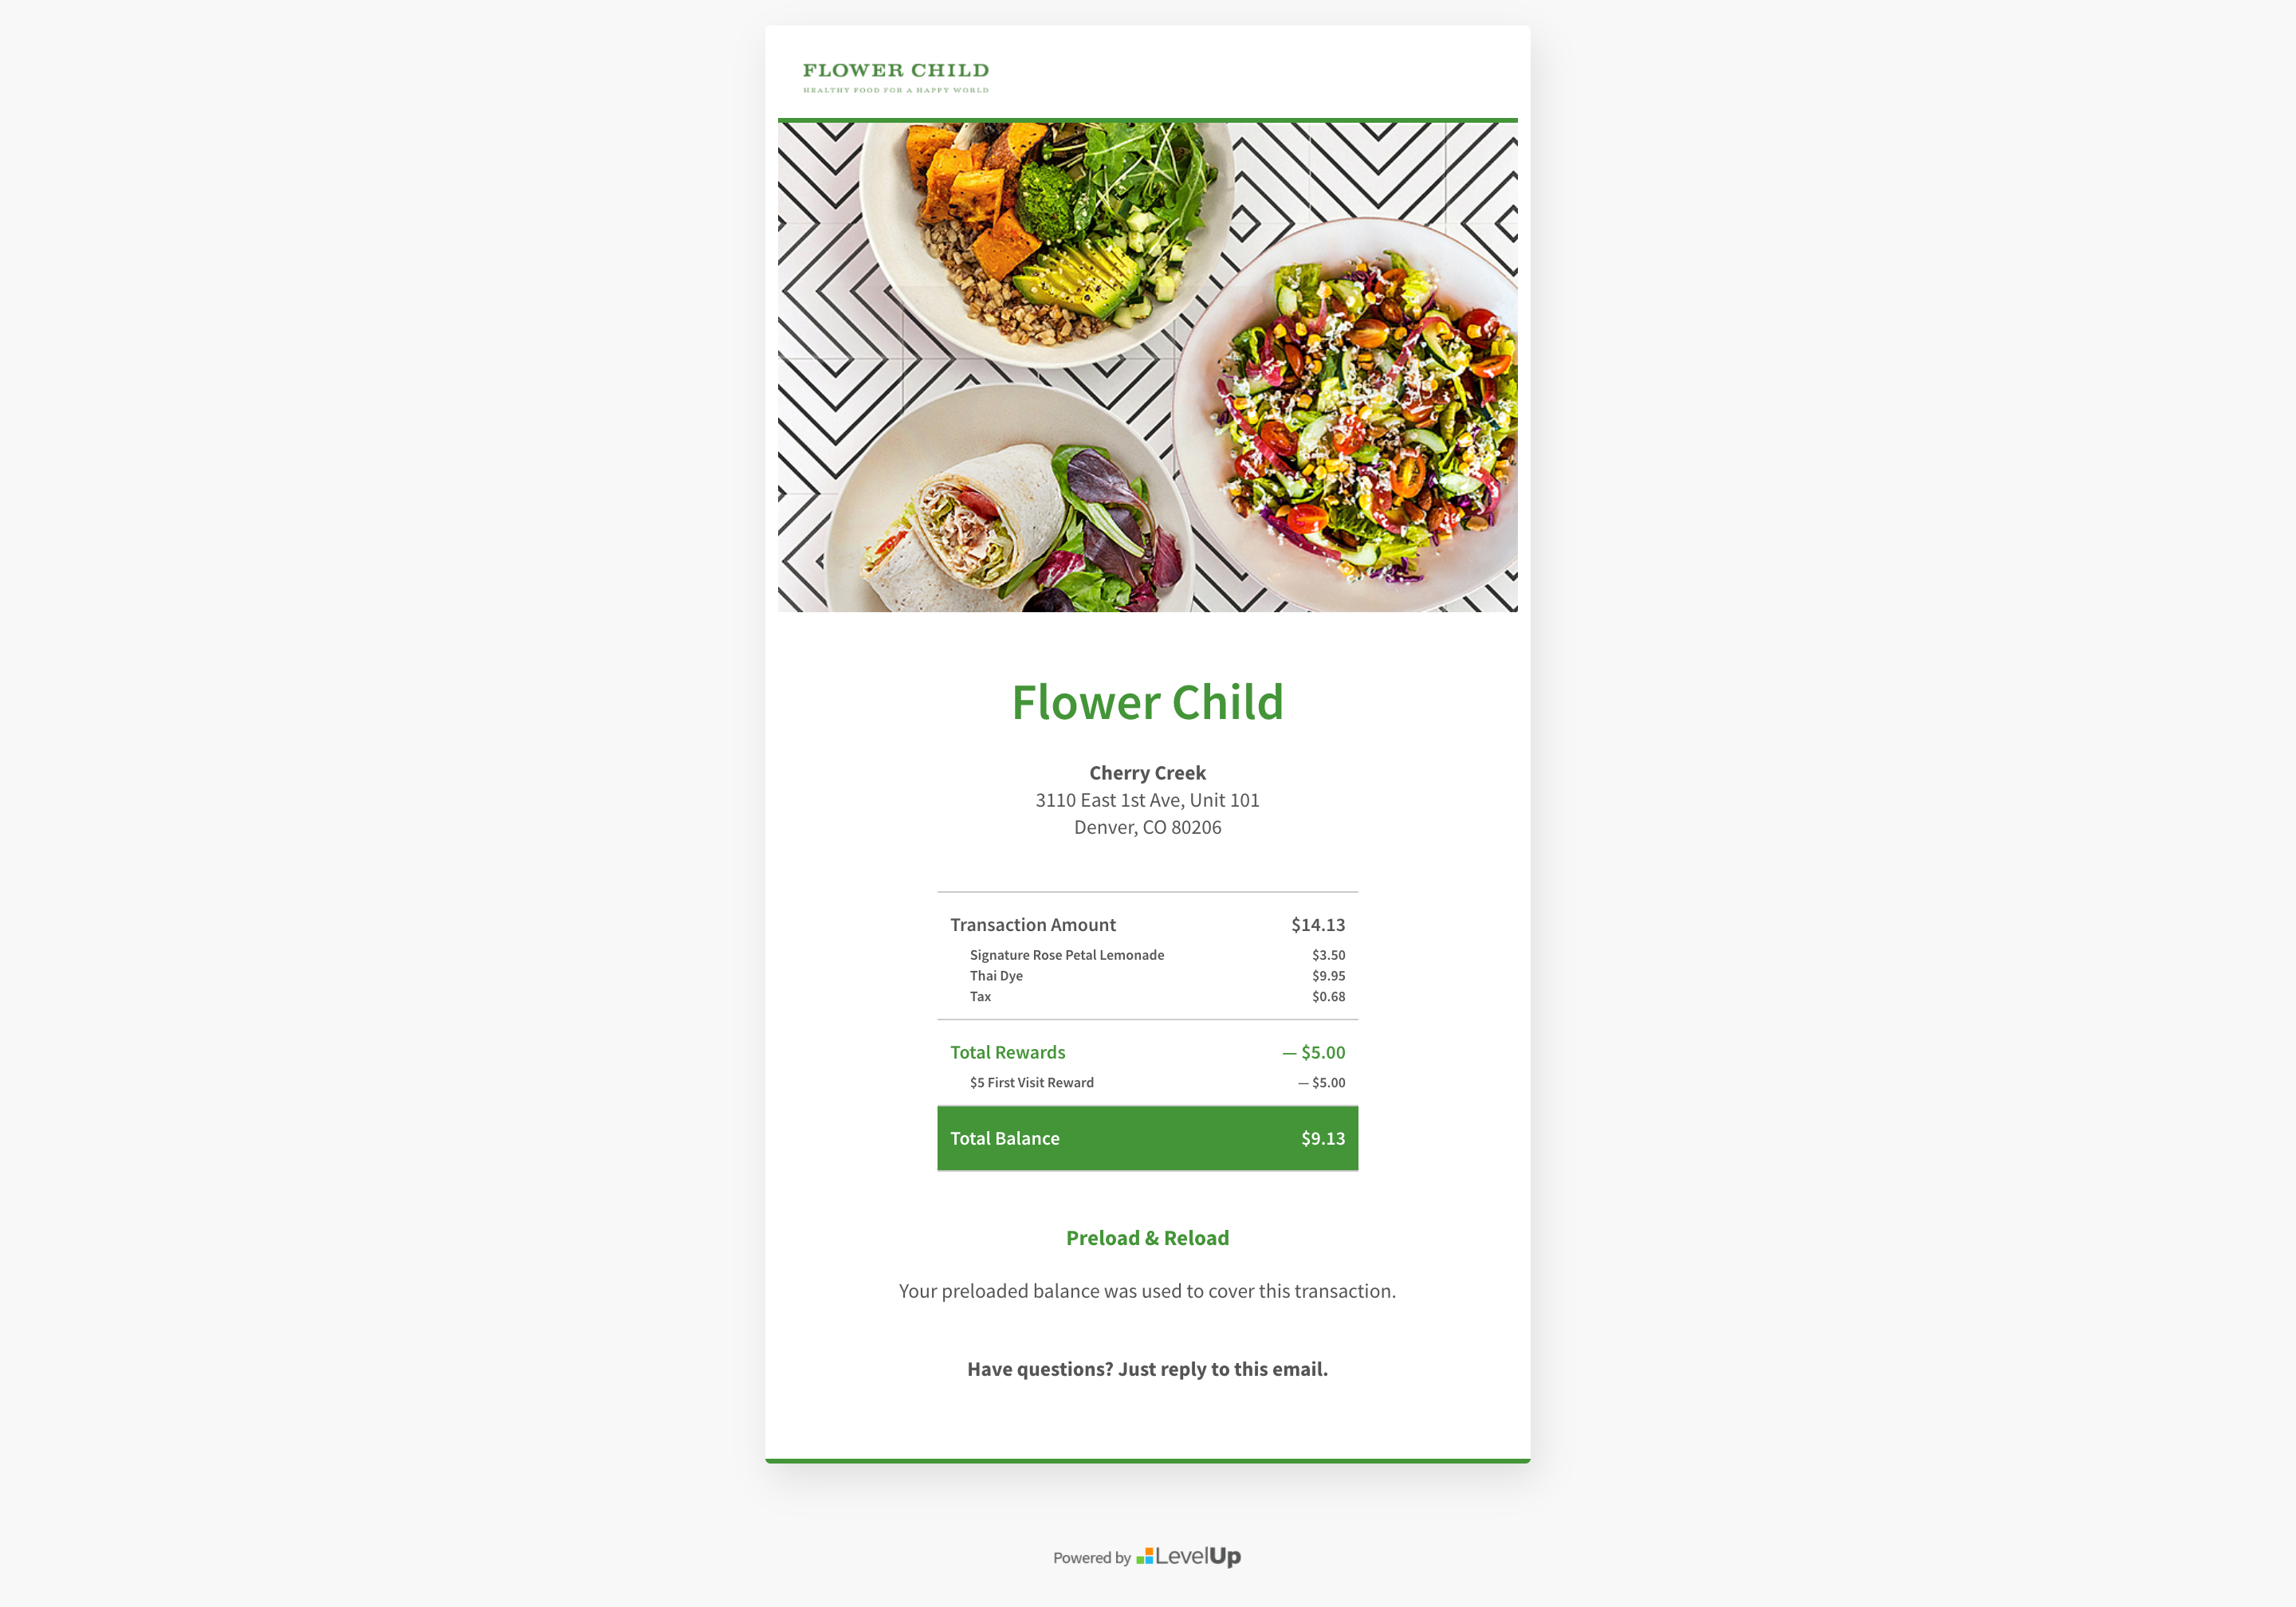 FLOWER CHILD
HEALTHY FOOD FOR A HAPPY WORLD
Flower Child
Cherry Creek
3110 East 1st Ave, Unit 101
Denver, CO 80206
Transaction Amount $14.13
Signature Rose Petal Lemonade $3.50
Thai Dye $9.95
Tax $0.68
Total Rewards — $5.00
$5 First Visit Reward — $5.00
Total Balance $9.13
Preload & Reload
Your preloaded balance was used to cover this transaction.
Have questions? Just reply to this email.
Powered by LevelUp